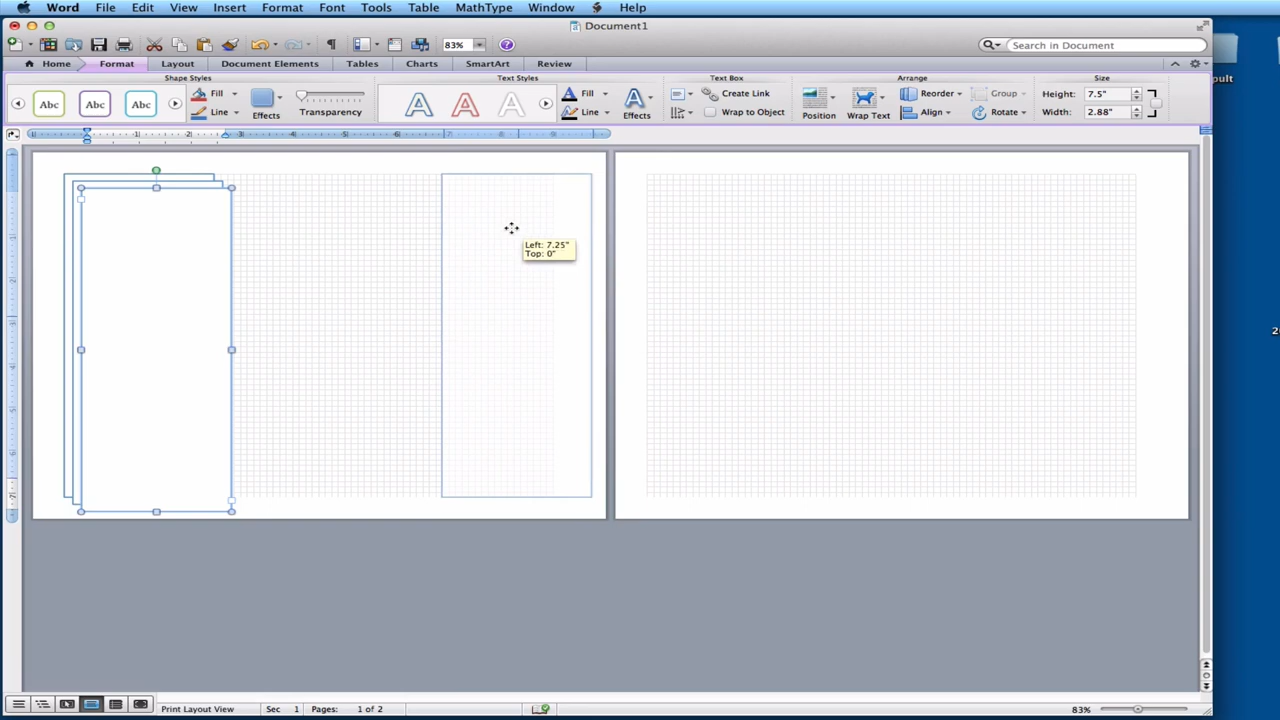 Word File Edit View Insert Format Font Tools Table MathType Window Help
Document1
83% Search in Document
Home Format Layout Document Elements Tables Charts SmartArt Review
Shape Styles Text Styles Text Box Arrange Size
Abc Abc Abc Fill Line Effects Transparency A A A Fill Line Effects Create Link Wrap to Object Position Wrap Text Reorder Align Group Rotate Height: 7.5" Width: 2.88"
pult
Left: 7.25"
Top: 0"
Print Layout View Sec 1 Pages: 1 of 2 83%